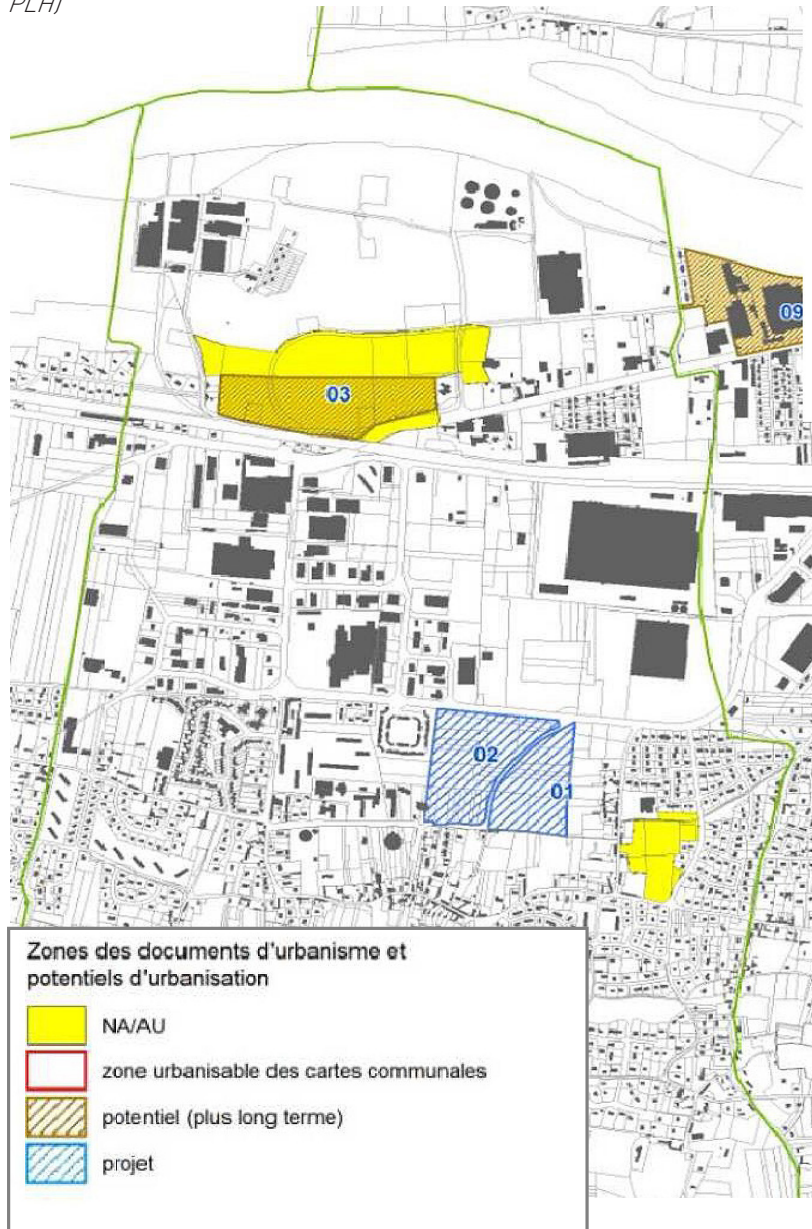 PLH)
09
03
02
01
Zones des documents d'urbanisme et
potentiels d'urbanisation
NA/AU
zone urbanisable des cartes communales
potentiel (plus long terme)
projet